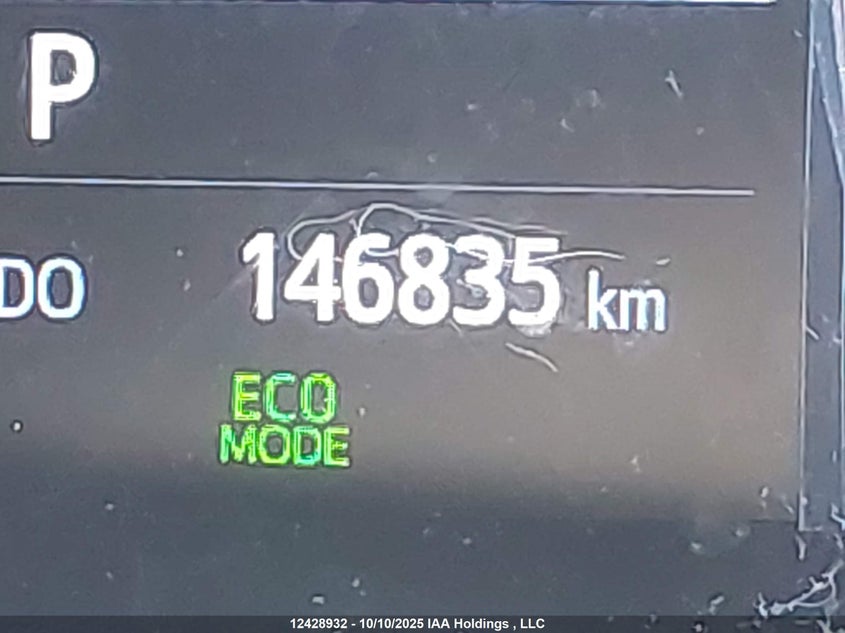 P
DO 146835 km
ECO
MODE
12428932 - 10/10/2025 IAA Holdings , LLC